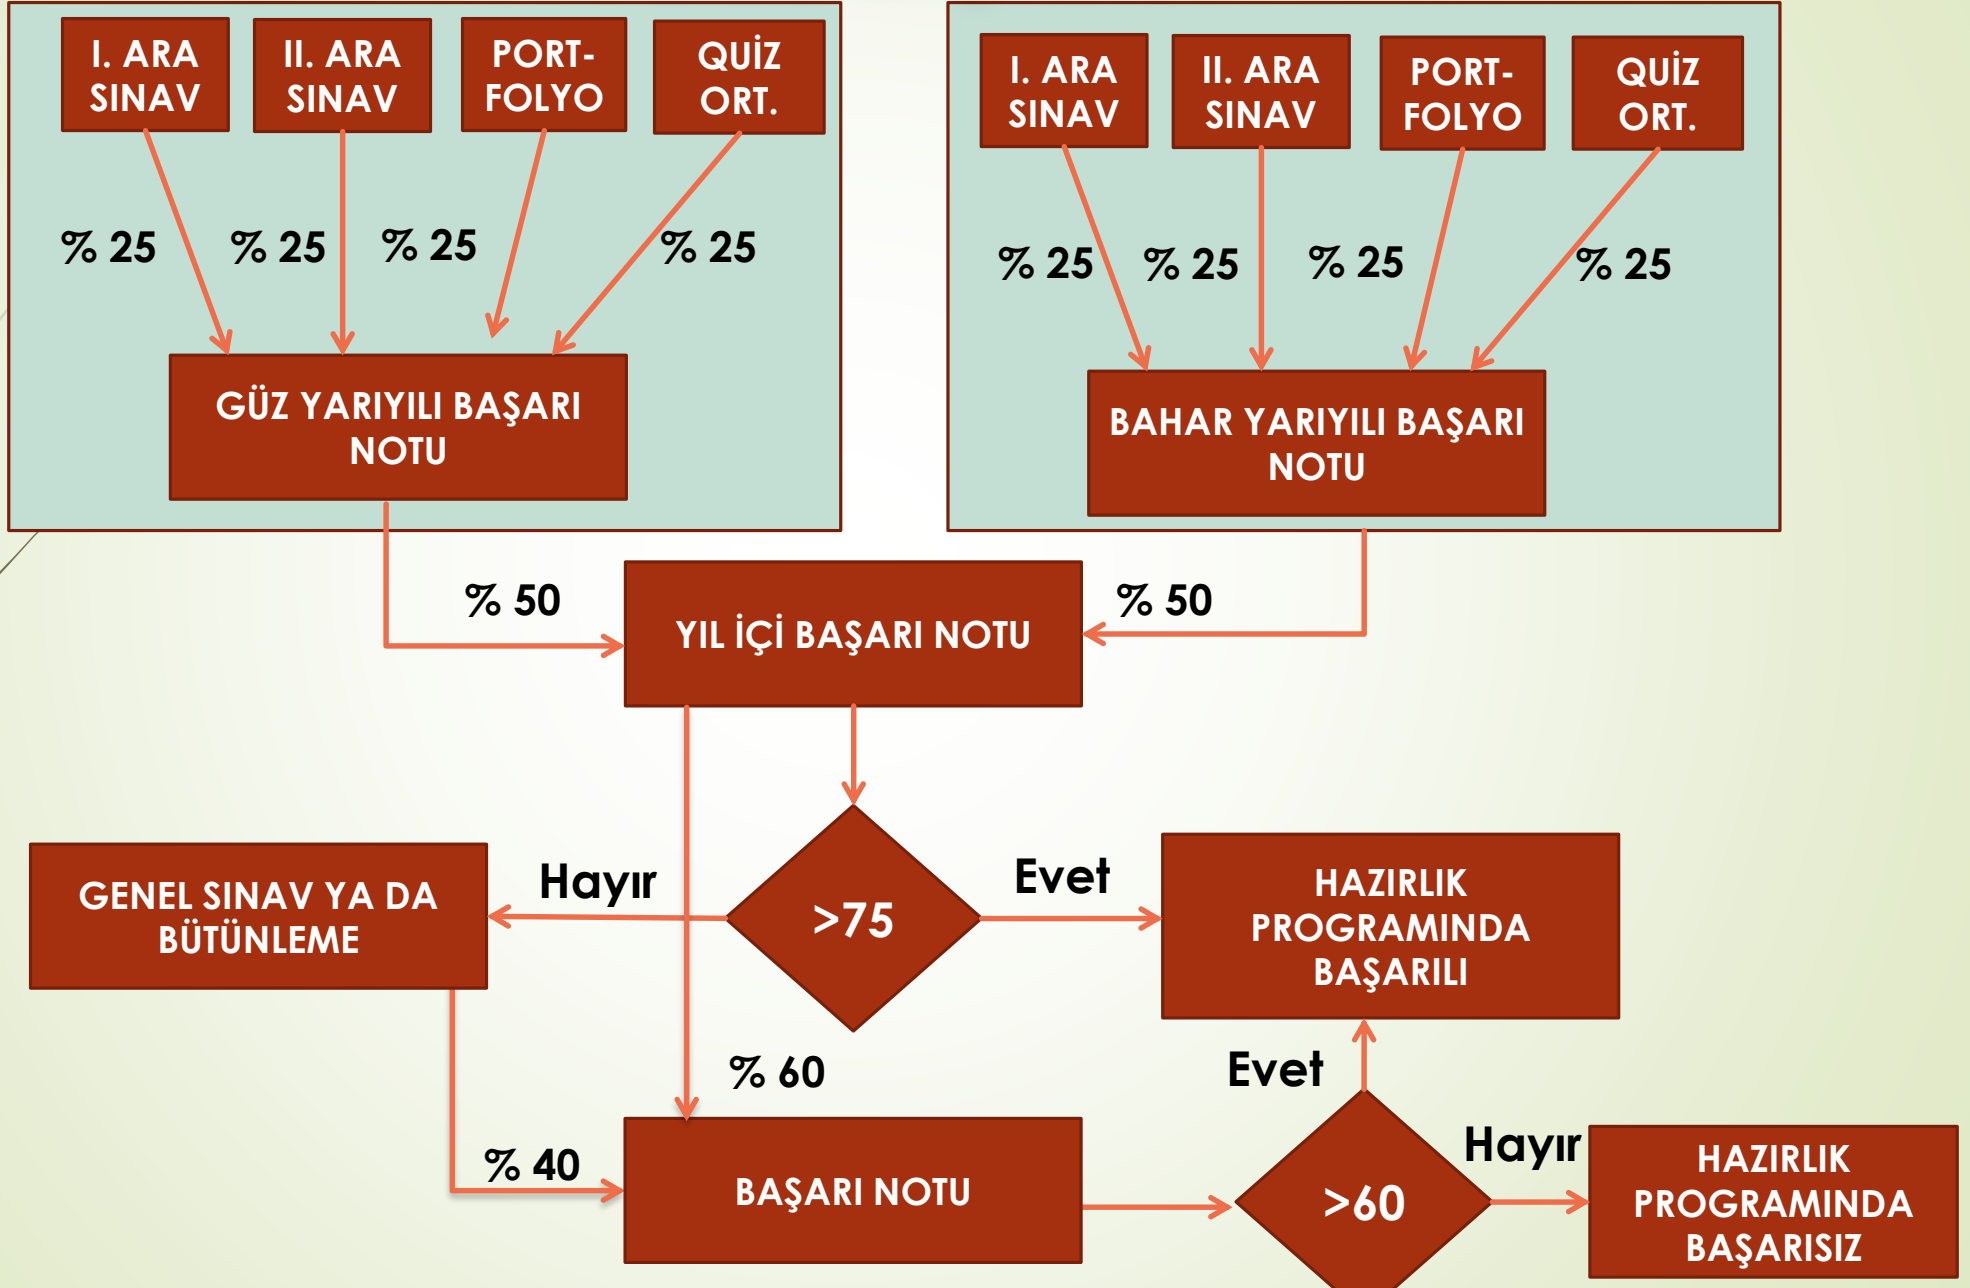 I. ARA
SINAV
II. ARA
SINAV
PORT-
FOLYO
QUİZ
ORT.
% 25
% 25
% 25
% 25
GÜZ YARIYILI BAŞARI
NOTU
I. ARA
SINAV
II. ARA
SINAV
PORT-
FOLYO
QUİZ
ORT.
% 25
% 25
% 25
% 25
BAHAR YARIYILI BAŞARI
NOTU
% 50
YIL İÇİ BAŞARI NOTU
% 50
GENEL SINAV YA DA
BÜTÜNLEME
Hayır
>75
Evet
HAZIRLIK
PROGRAMINDA
BAŞARILI
% 60
Evet
% 40
BAŞARI NOTU
>60
Hayır
HAZIRLIK
PROGRAMINDA
BAŞARISIZ